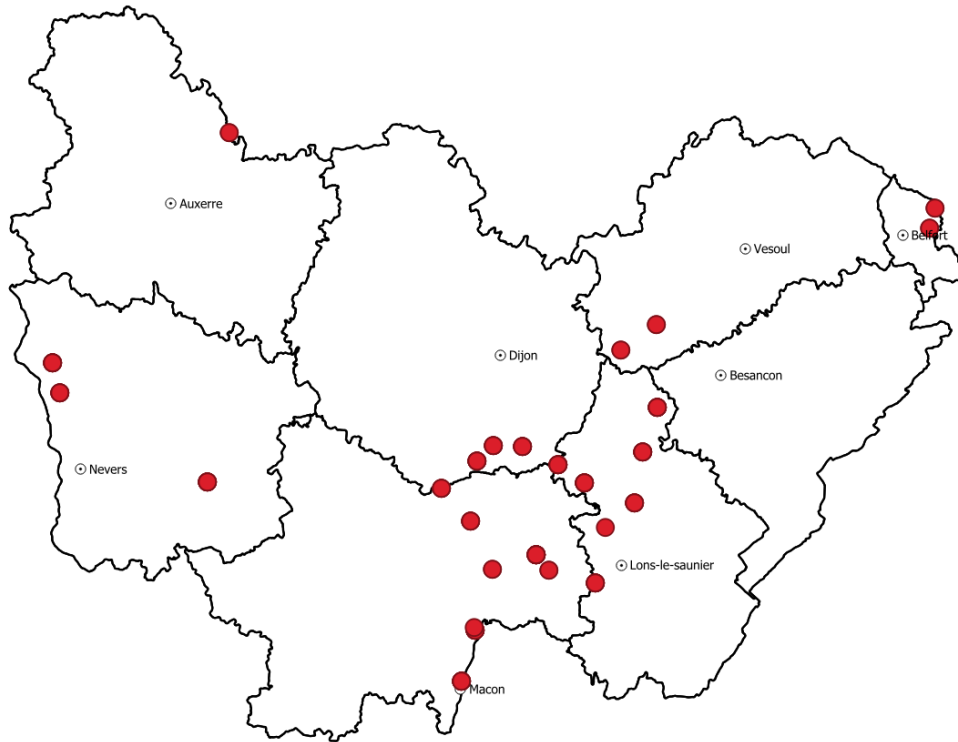 Auxerre
Belfort
Vesoul
Dijon
Besancon
Nevers
Lons-le-saunier
Macon